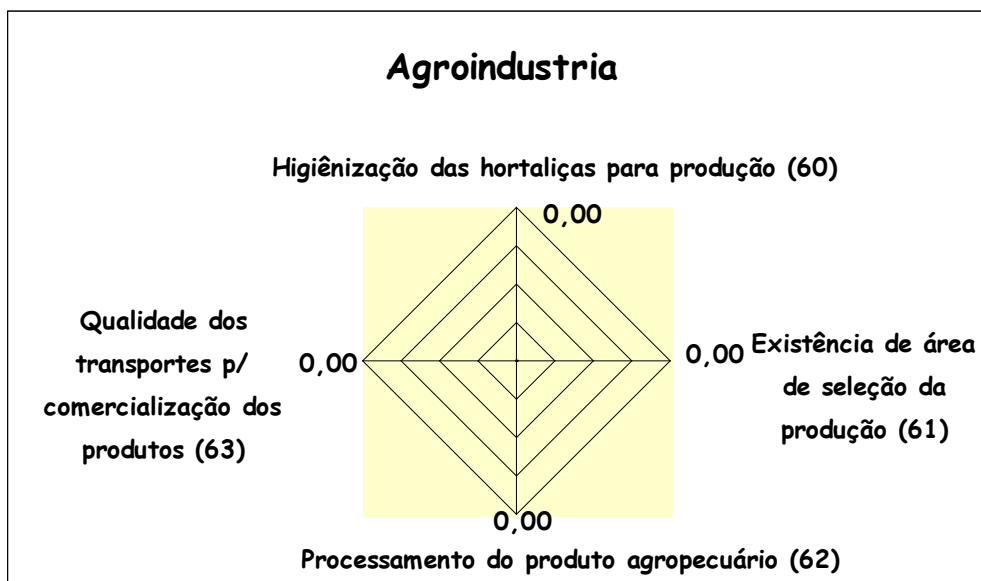 Agroindustria
Higiênização das hortaliças para produção (60)
0,00
0,00
Existência de área
de seleção da
produção (61)
0,00
Processamento do produto agropecuário (62)
0,00
Qualidade dos
transportes p/
comercialização dos
produtos (63)